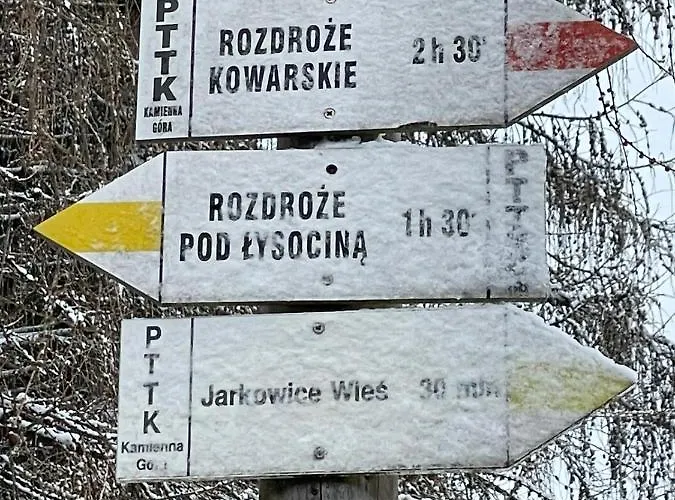 PTTK
KAMIENNA
GÓRA
ROZDROŻE
KOWARSKIE
2 h 30'
ROZDROŻE
POD ŁYSOCINĄ
1 h 30'
PTTK
PTTK
Kamienna
Góra
Jarkowice Wieś
30 min